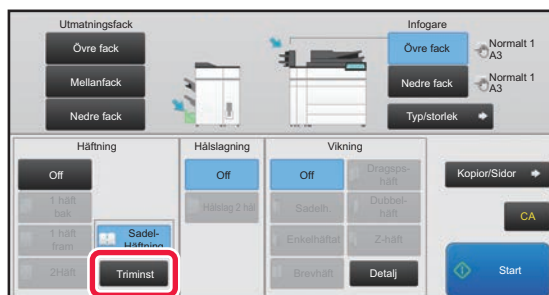 Utmatningsfack
Övre fack
Mellanfack
Nedre fack
Infogare
Övre fack
Normalt 1
A3
Nedre fack
Normalt 1
A3
Typ/storlek
Häftning
Off
1 häft
bak
1 häft
fram
2Häft
Sadel-
Häftning
Triminst
Hålslagning
Off
Hålslag 2 hål
Vikning
Off
Dragsps-
häft
Sadelh.
Dubbel-
häft
Enkelhäftat
Z-häft
Brevhäft
Detalj
Kopior/Sidor
CA
Start